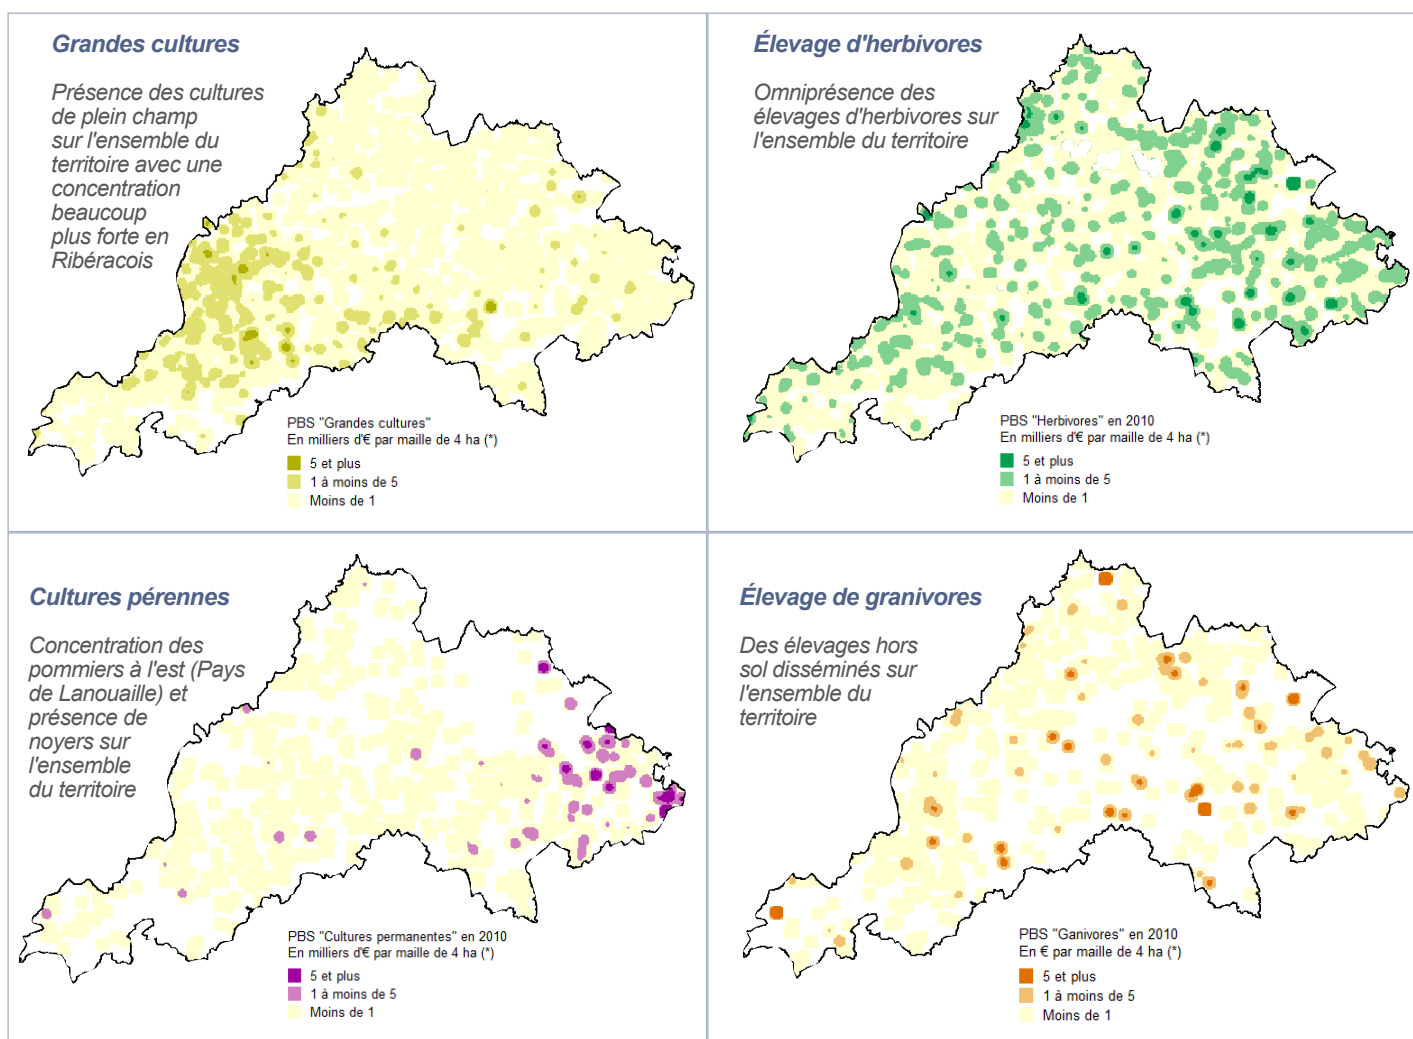 Grandes cultures
Présence des cultures
de plein champ
sur l'ensemble du
territoire avec une
concentration
beaucoup
plus forte en
Ribéracois
PBS "Grandes cultures"
En milliers d'€ par maille de 4 ha (*)
5 et plus
1 à moins de 5
Moins de 1
Élevage d'herbivores
Omniprésence des
élevages d'herbivores sur
l'ensemble du territoire
PBS "Herbivores" en 2010
En milliers d'€ par maille de 4 ha (*)
5 et plus
1 à moins de 5
Moins de 1
Cultures pérennes
Concentration des
pommiers à l'est (Pays
de Lanouaille) et
présence de
noyers sur
l'ensemble
du territoire
PBS "Cultures permanentes" en 2010
En milliers d'€ par maille de 4 ha (*)
5 et plus
1 à moins de 5
Moins de 1
Élevage de granivores
Des élevages hors
sol disséminés sur
l'ensemble du
territoire
PBS "Ganivores" en 2010
En € par maille de 4 ha (*)
5 et plus
1 à moins de 5
Moins de 1